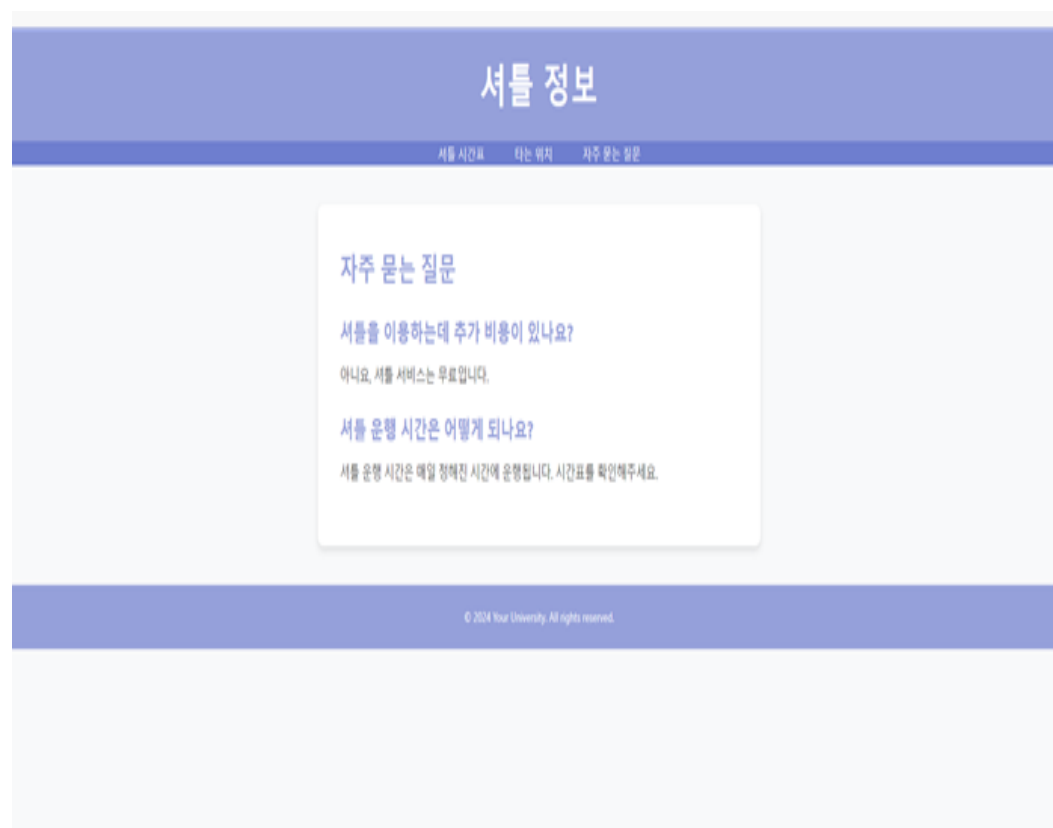 셔틀 정보
셔틀 시간표 타는 위치 자주 묻는 질문
자주 묻는 질문
셔틀을 이용하는데 추가 비용이 있나요?
아니요, 셔틀 서비스는 무료입니다.
셔틀 운행 시간은 어떻게 되나요?
셔틀 운행 시간은 매일 정해진 시간에 운행됩니다. 시간표를 확인해주세요.
© 2024 Your University. All rights reserved.